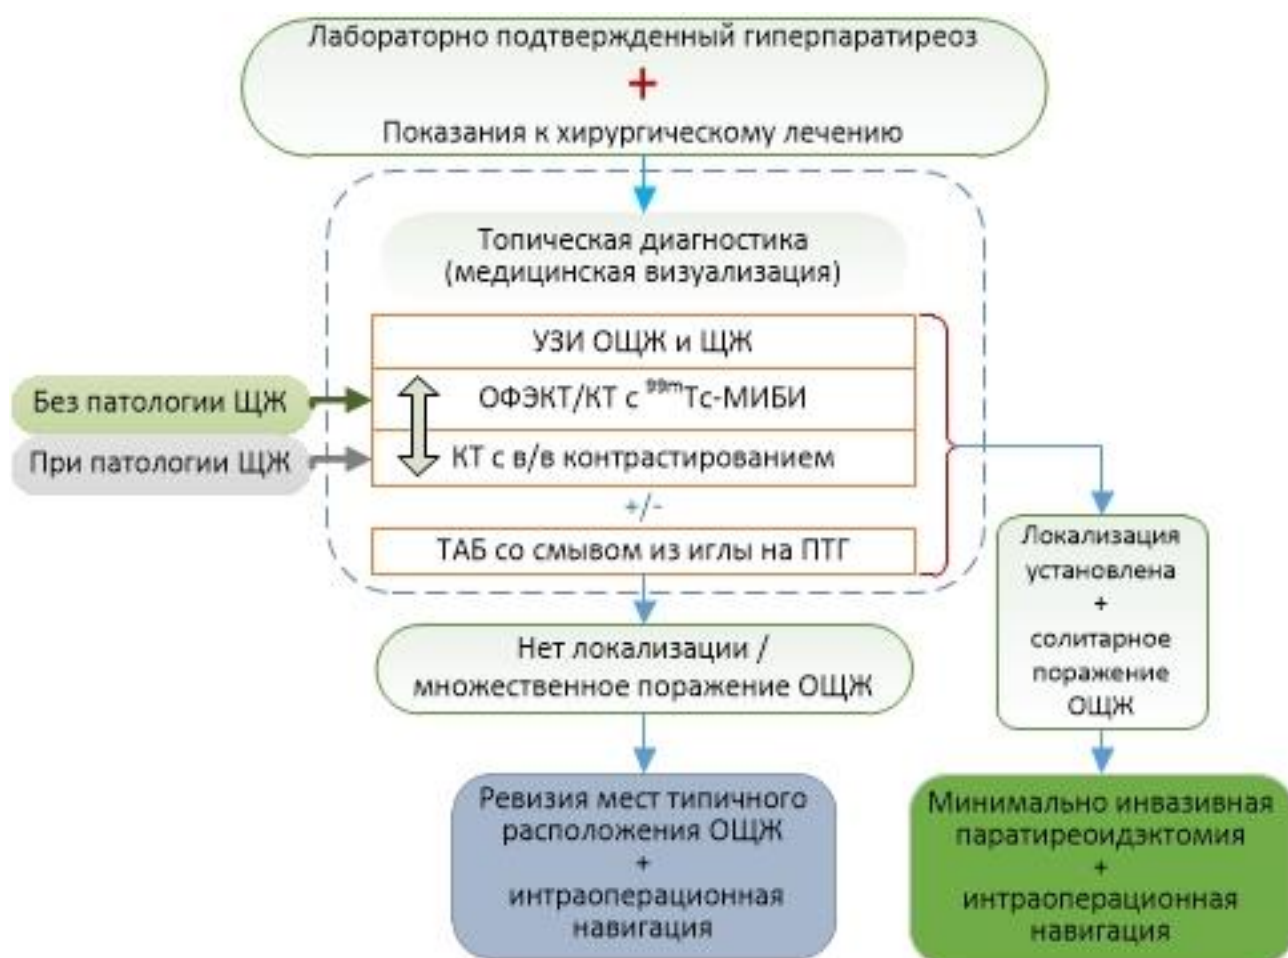 Лабораторно подтвержденный гиперпаратиреоз
+
Показания к хирургическому лечению
Топическая диагностика
(медицинская визуализация)
УЗИ ОЩЖ и ЩЖ
Без патологии ЩЖ
ОФЭКТ/КТ с ⁹⁹ᵐTc-МИБИ
При патологии ЩЖ
КТ с в/в контрастированием
+/-
ТАБ со смывом из иглы на ПТГ
Локализация
установлена
+
солитарное
поражение
ОЩЖ
Нет локализации /
множественное поражение ОЩЖ
Ревизия мест типичного
расположения ОЩЖ
+
интраоперационная
навигация
Минимально инвазивная
паратиреоидэктомия
+
интраоперационная
навигация